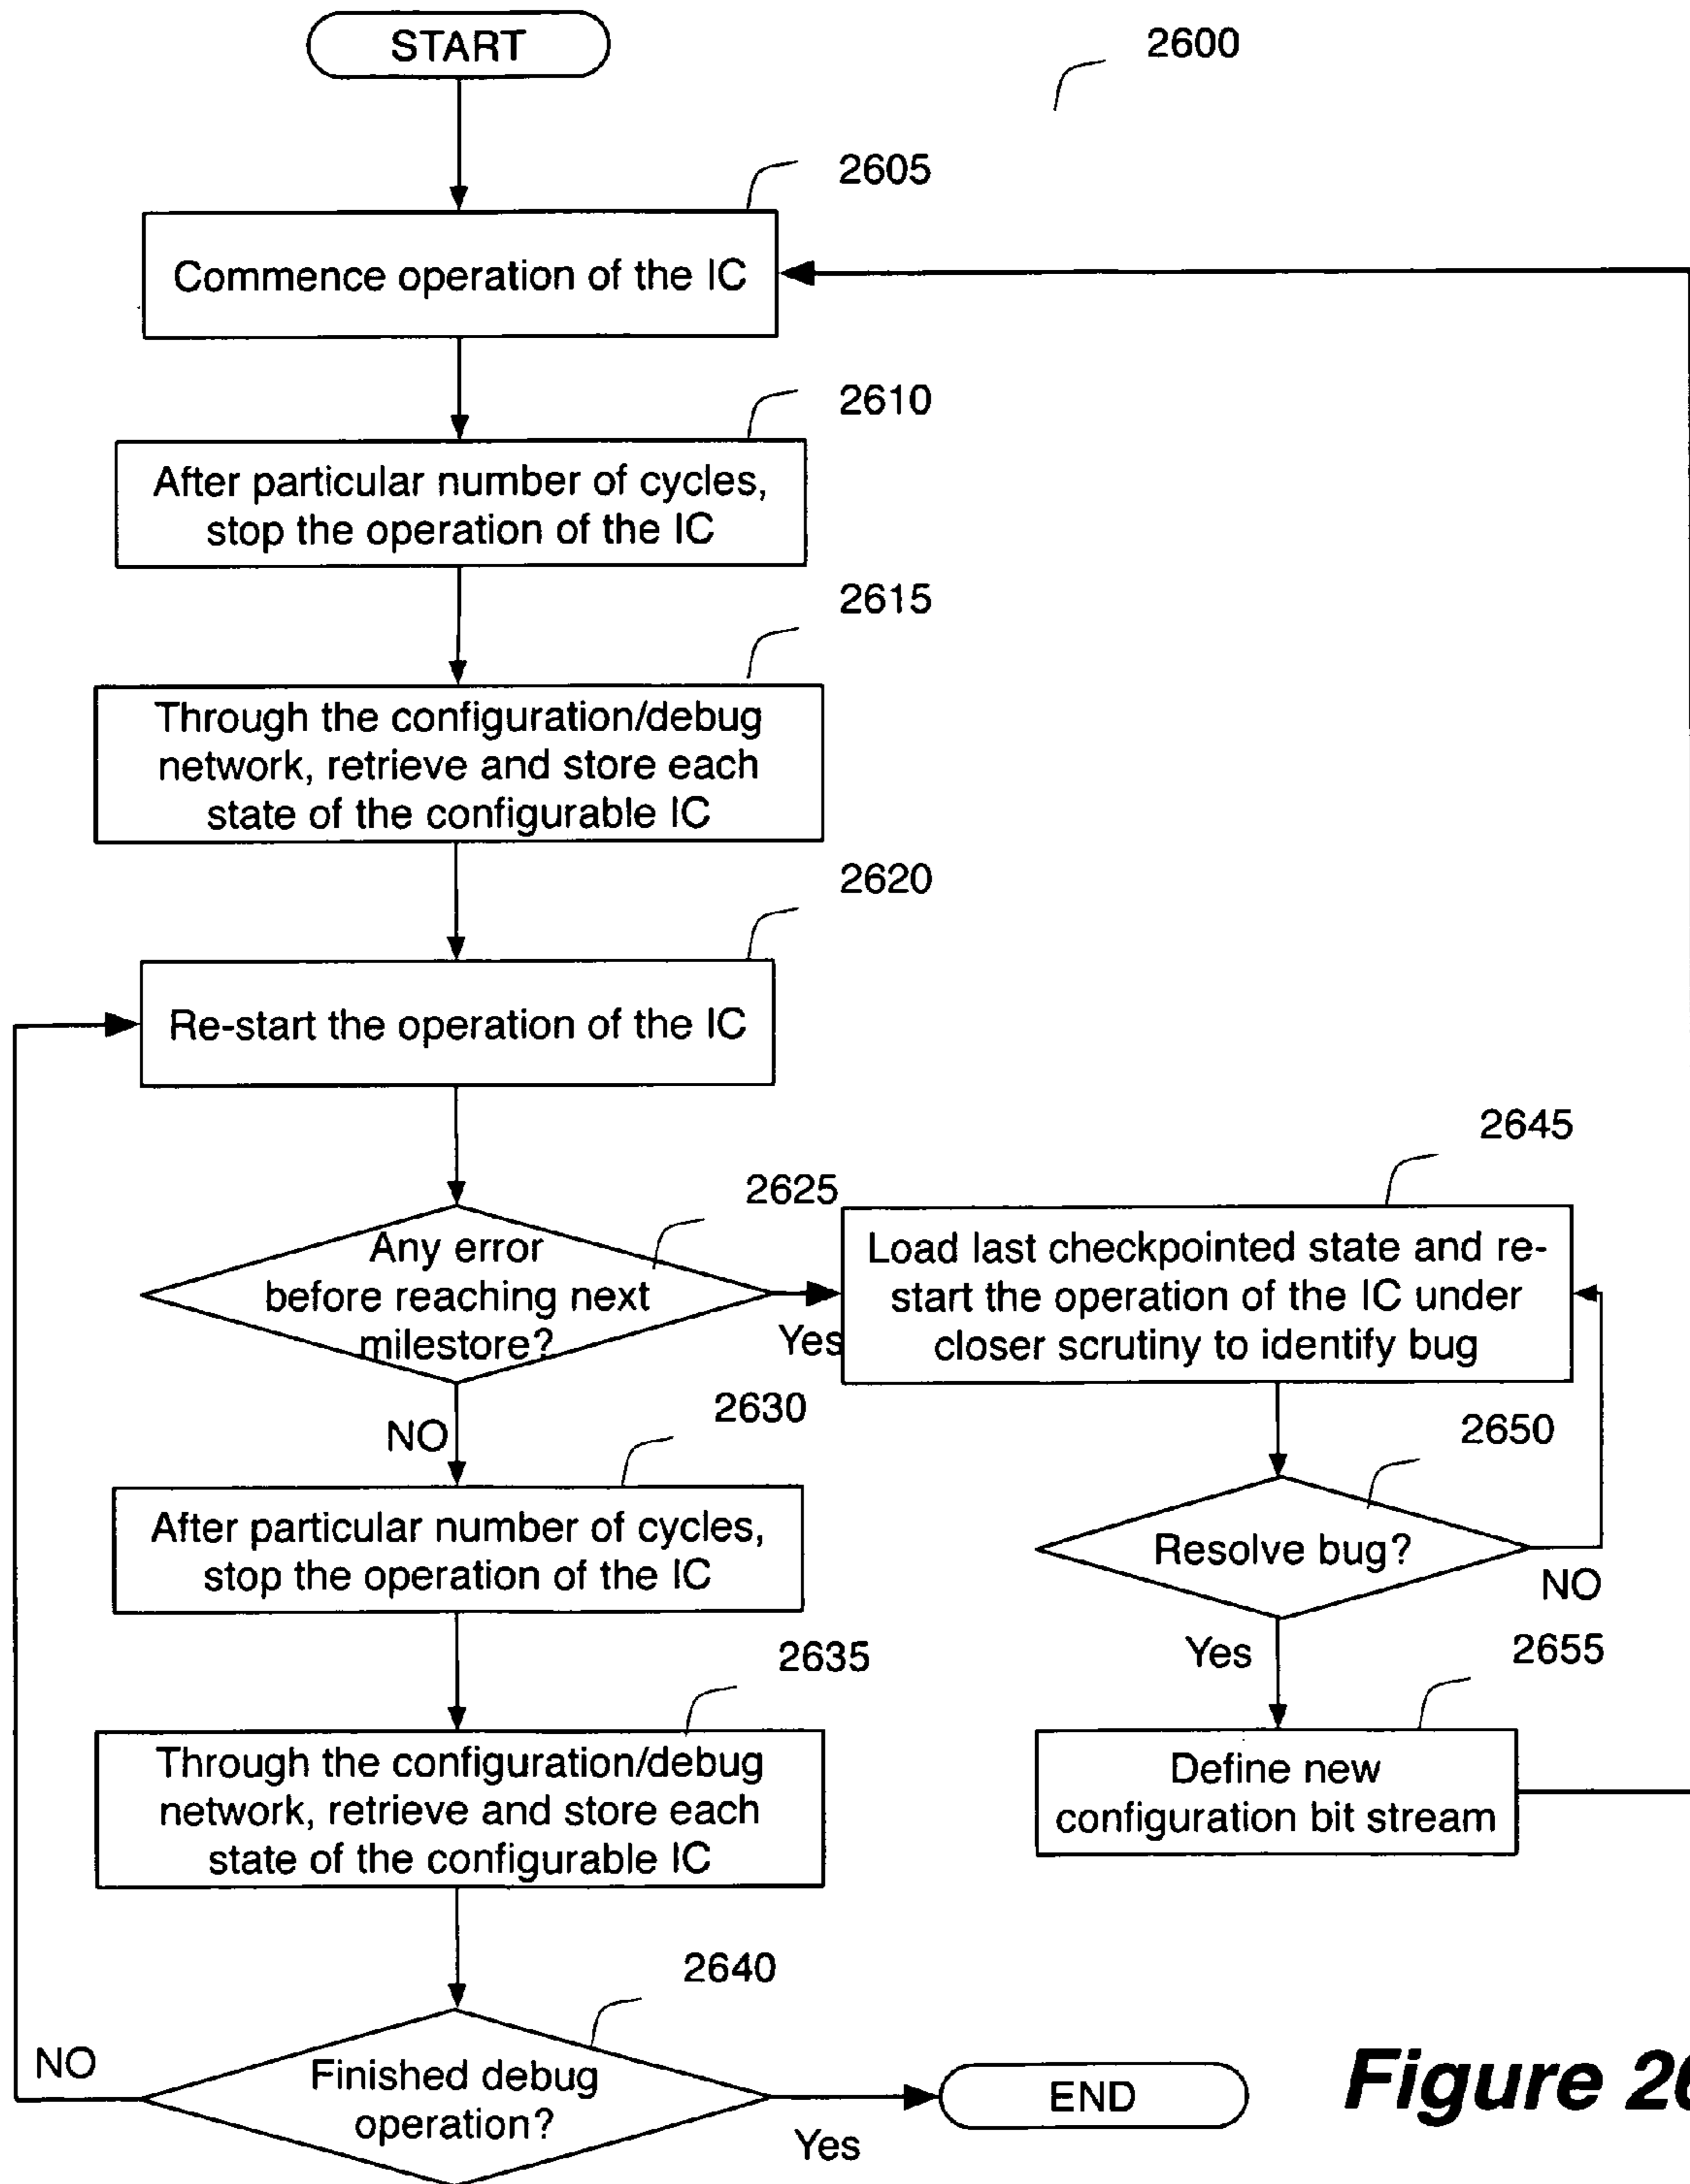 START
2600
2605
Commence operation of the IC
2610
After particular number of cycles,
stop the operation of the IC
2615
Through the configuration/debug
network, retrieve and store each
state of the configurable IC
2620
Re-start the operation of the IC
2625
Any error
before reaching next
milestore?
Yes
NO
2645
Load last checkpointed state and re-
start the operation of the IC under
closer scrutiny to identify bug
2630
After particular number of cycles,
stop the operation of the IC
2650
Resolve bug?
NO
Yes
2635
Through the configuration/debug
network, retrieve and store each
state of the configurable IC
2655
Define new
configuration bit stream
2640
Finished debug
operation?
NO
Yes
END
Figure 26